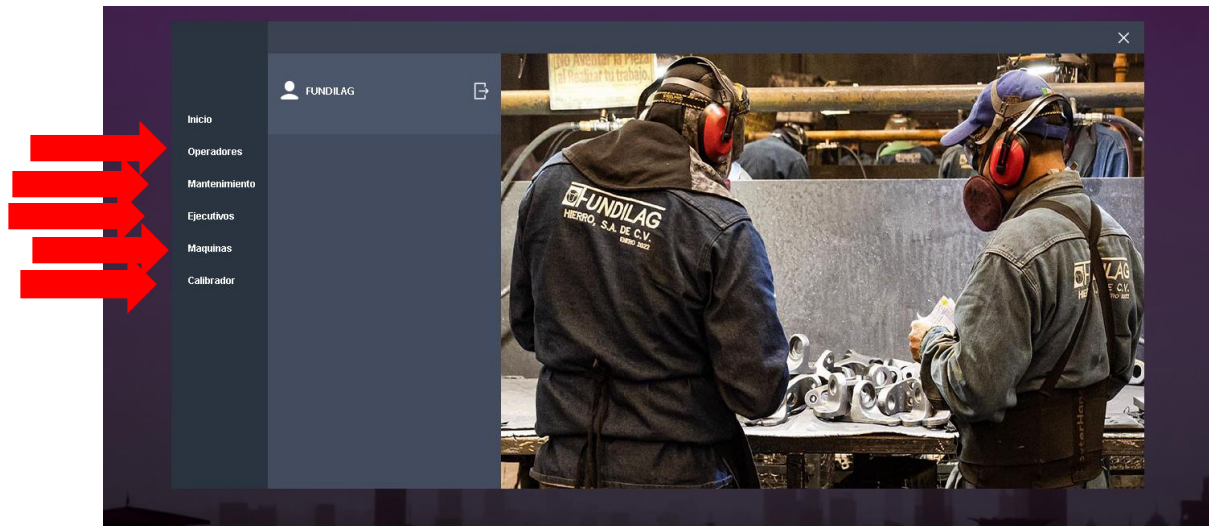 FUNDILAG
Inicio
Operadores
Mantenimiento
Ejecutivos
Maquinas
Calibrador
No Aventar la Pieza
al Realizar tu trabajo.
FUNDILAG
HIERRO, S.A. DE C.V.
ENERO 2022